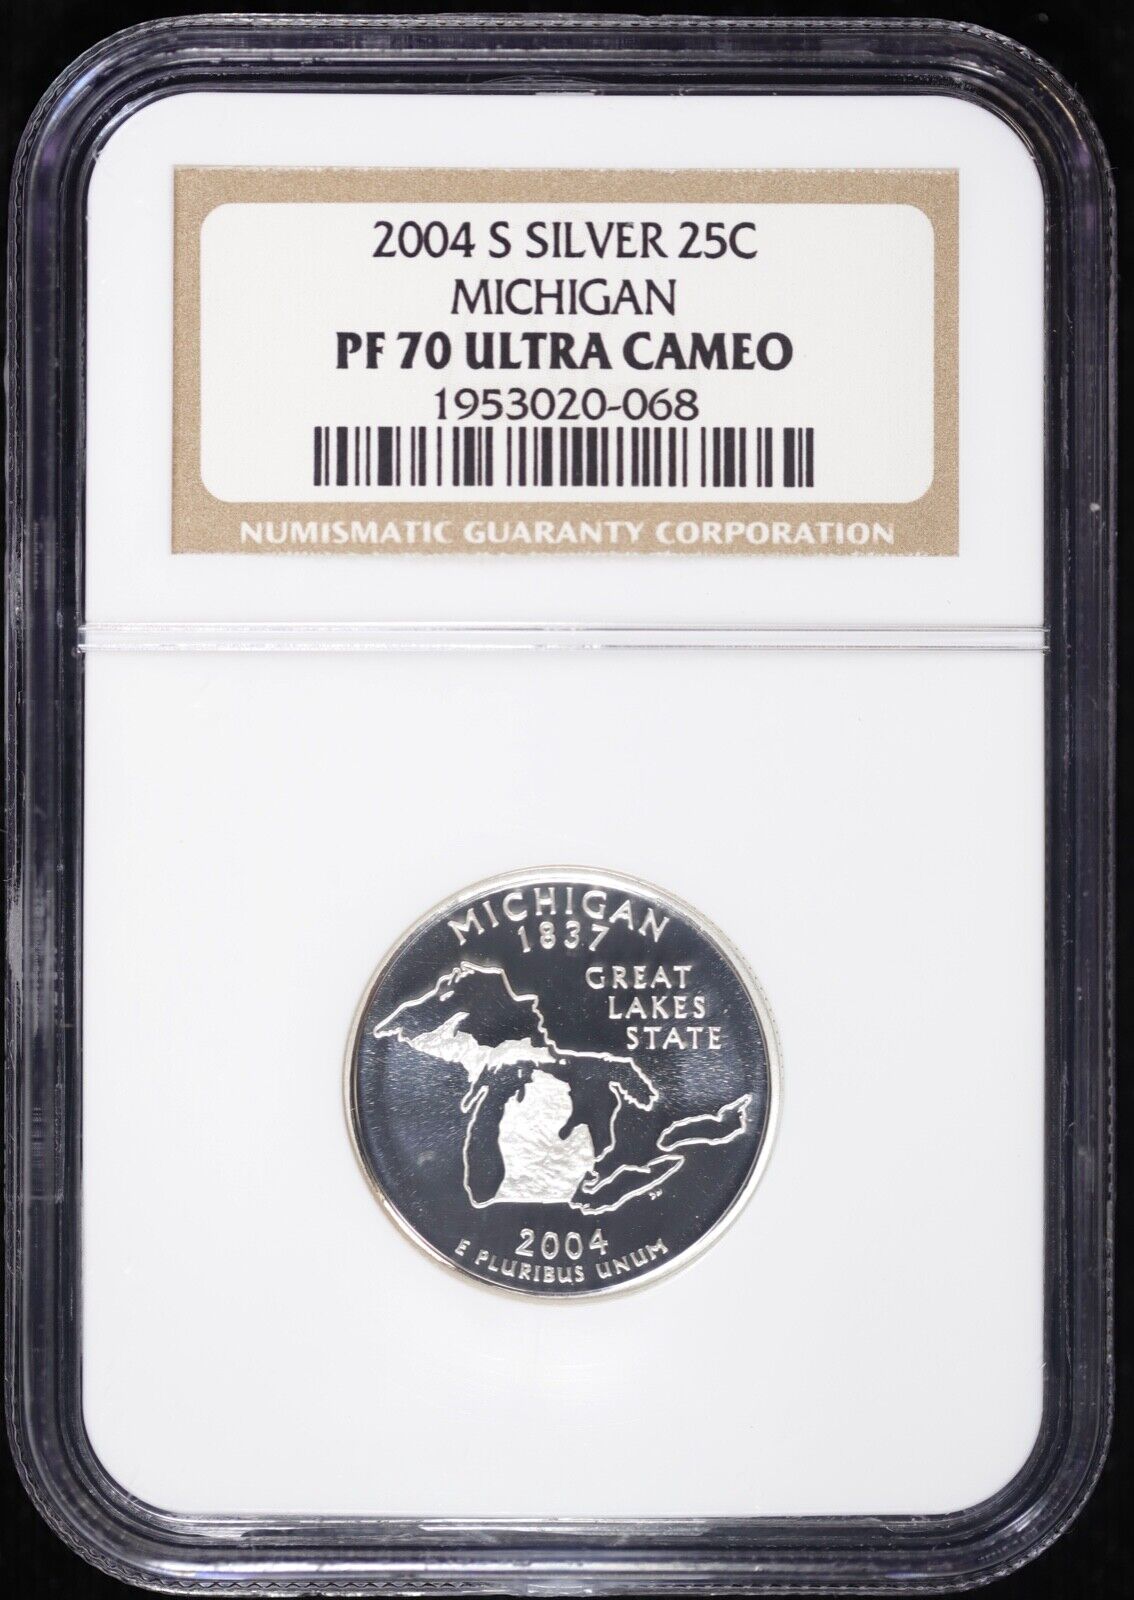 2004 S SILVER 25C
MICHIGAN
PF 70 ULTRA CAMEO
1953020-068
NUMISMATIC GUARANTY CORPORATION
MICHIGAN
1837
GREAT
LAKES
STATE
2004
E PLURIBUS UNUM